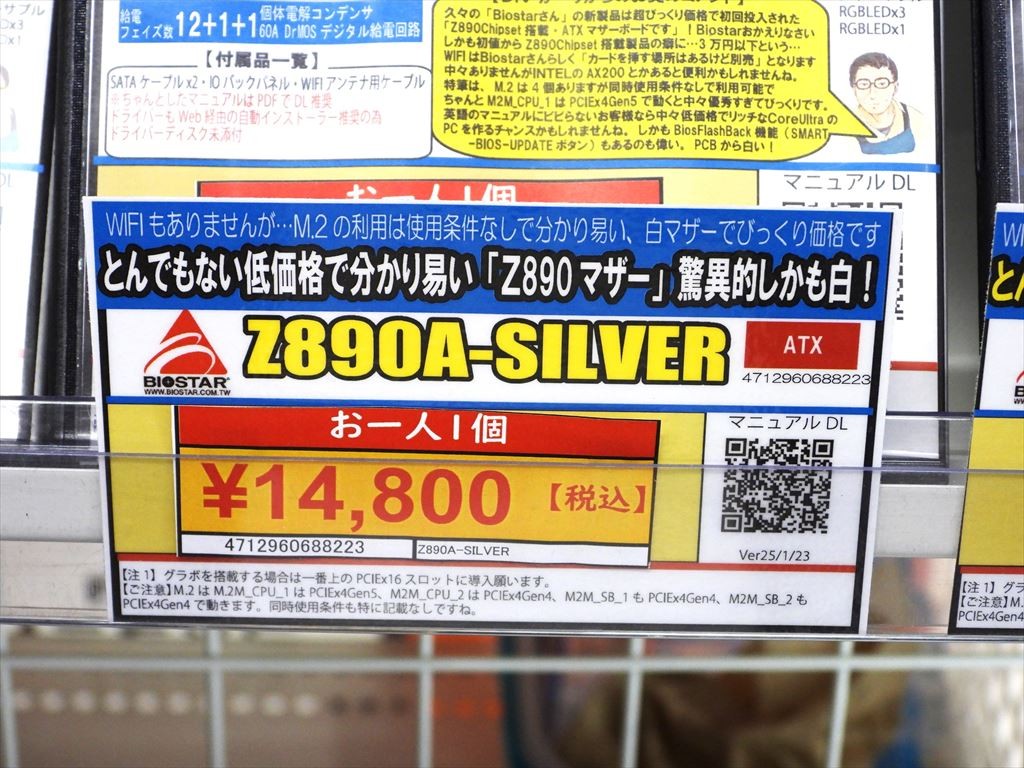 給電
フェイズ数 12+1+1 個体電解コンデンサ
60A DrMOS デジタル給電回路
【付属品一覧】
SATA ケーブル x2・IO バックパネル・WIFI アンテナ用ケーブル
※ちゃんとしたマニュアルは PDF で DL 推奨
ドライバーも Web 経由の自動インストーラー推奨の為
ドライバーディスク未添付
久々の「Biostarさん」の新製品は超びっくり価格で初回投入された
「Z890Chipset 搭載・ATX マザーボードです」！Biostarおかえりなさい
しかも初値から Z890Chipset 搭載製品の癖に…3 万円以下という…
WIFI はBiostarさんらしく「カードを挿す場所はあるけど別売」となります
中々ありませんがINTELの AX200 とかあると便利かもしれませんね。
特筆は、M.2 は 4 個ありますが同時使用条件なしで利用可能で
ちゃんと M2M_CPU_1 は PCIEx4Gen5 で動くと中々優秀すぎてびっくりです。
英語のマニュアルにビビらないお客様なら中々低価格でリッチなCoreUltra の
PC を作るチャンスかもしれませんね。しかも BiosFlashBack 機能（SMART
-BIOS-UPDATE ボタン）もあるのも偉い。PCB から白い！
RGBLEDx3
RGBLEDx1
お一人1個
マニュアル DL
WIFI もありませんが…M.2 の利用は使用条件なしで分かり易い、白マザーでびっくり価格です
とんでもない低価格で分かり易い「Z890 マザー」驚異的しかも白！
BIOSTAR
WWW.BIOSTAR.COM.TW
Z890A-SILVER
ATX
4712960688223
お一人1個
¥14,800 【税込】
4712960688223 Z890A-SILVER
マニュアル DL
Ver25/1/23
【注 1】グラボを搭載する場合は一番上の PCIEx16 スロットに導入願います。
【ご注意】M.2 は M.2M_CPU_1 は PCIEx4Gen5、M2M_CPU_2 は PCIEx4Gen4、M2M_SB_1 も PCIEx4Gen4、M2M_SB_2 も
PCIEx4Gen4 で動きます。同時使用条件も特に記載なしですね。
【注 1】グラ
【ご注意】M.
PCIEx4Gen4